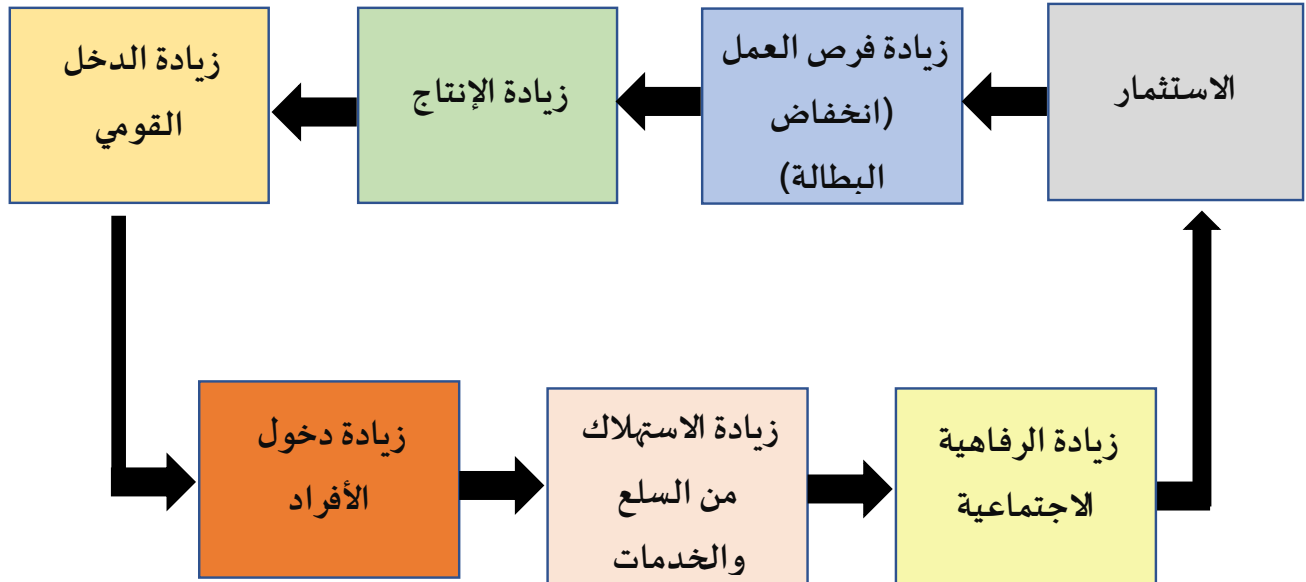 الاستثمار
زيادة فرص العمل
(انخفاض
البطالة)
زيادة الإنتاج
زيادة الدخل
القومي
زيادة دخول
الأفراد
زيادة الاستهلاك
من السلع
والخدمات
زيادة الرفاهية
الاجتماعية